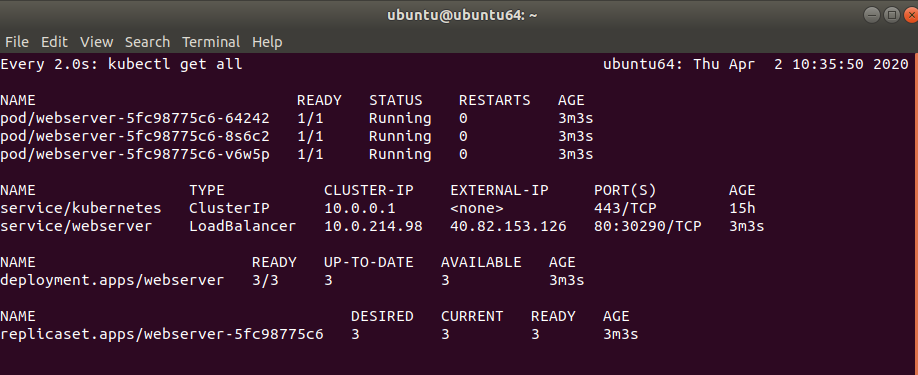 ubuntu@ubuntu64: ~
File Edit View Search Terminal Help
Every 2.0s: kubectl get all ubuntu64: Thu Apr  2 10:35:50 2020
NAME READY STATUS RESTARTS AGE
pod/webserver-5fc98775c6-64242 1/1 Running 0 3m3s
pod/webserver-5fc98775c6-8s6c2 1/1 Running 0 3m3s
pod/webserver-5fc98775c6-v6w5p 1/1 Running 0 3m3s
NAME TYPE CLUSTER-IP EXTERNAL-IP PORT(S) AGE
service/kubernetes ClusterIP 10.0.0.1 <none> 443/TCP 15h
service/webserver LoadBalancer 10.0.214.98 40.82.153.126 80:30290/TCP 3m3s
NAME READY UP-TO-DATE AVAILABLE AGE
deployment.apps/webserver 3/3 3 3 3m3s
NAME DESIRED CURRENT READY AGE
replicaset.apps/webserver-5fc98775c6 3 3 3 3m3s